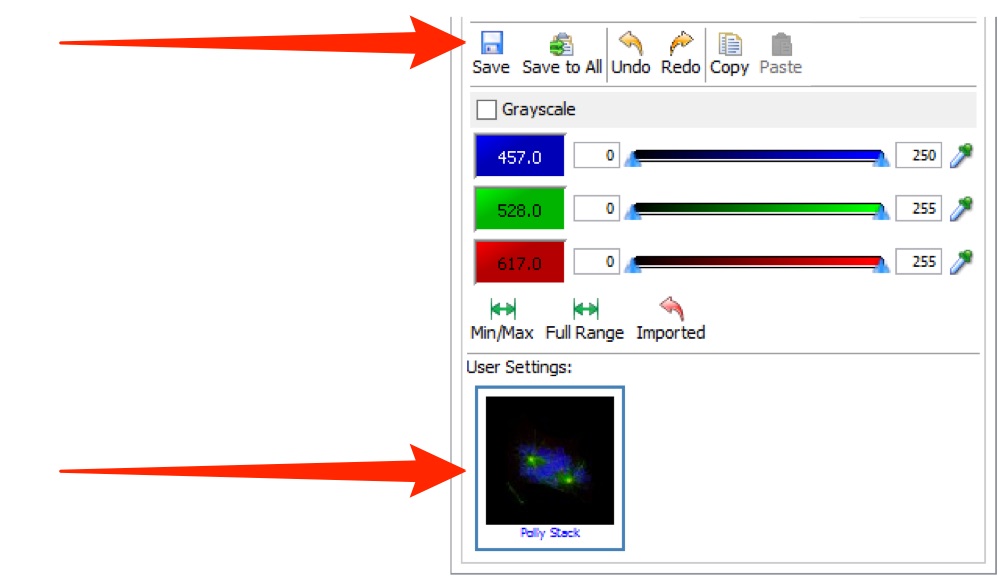 Save Save to All Undo Redo Copy Paste
Grayscale
457.0 0 250
528.0 0 255
617.0 0 255
Min/Max Full Range Imported
User Settings:
Polly Stack